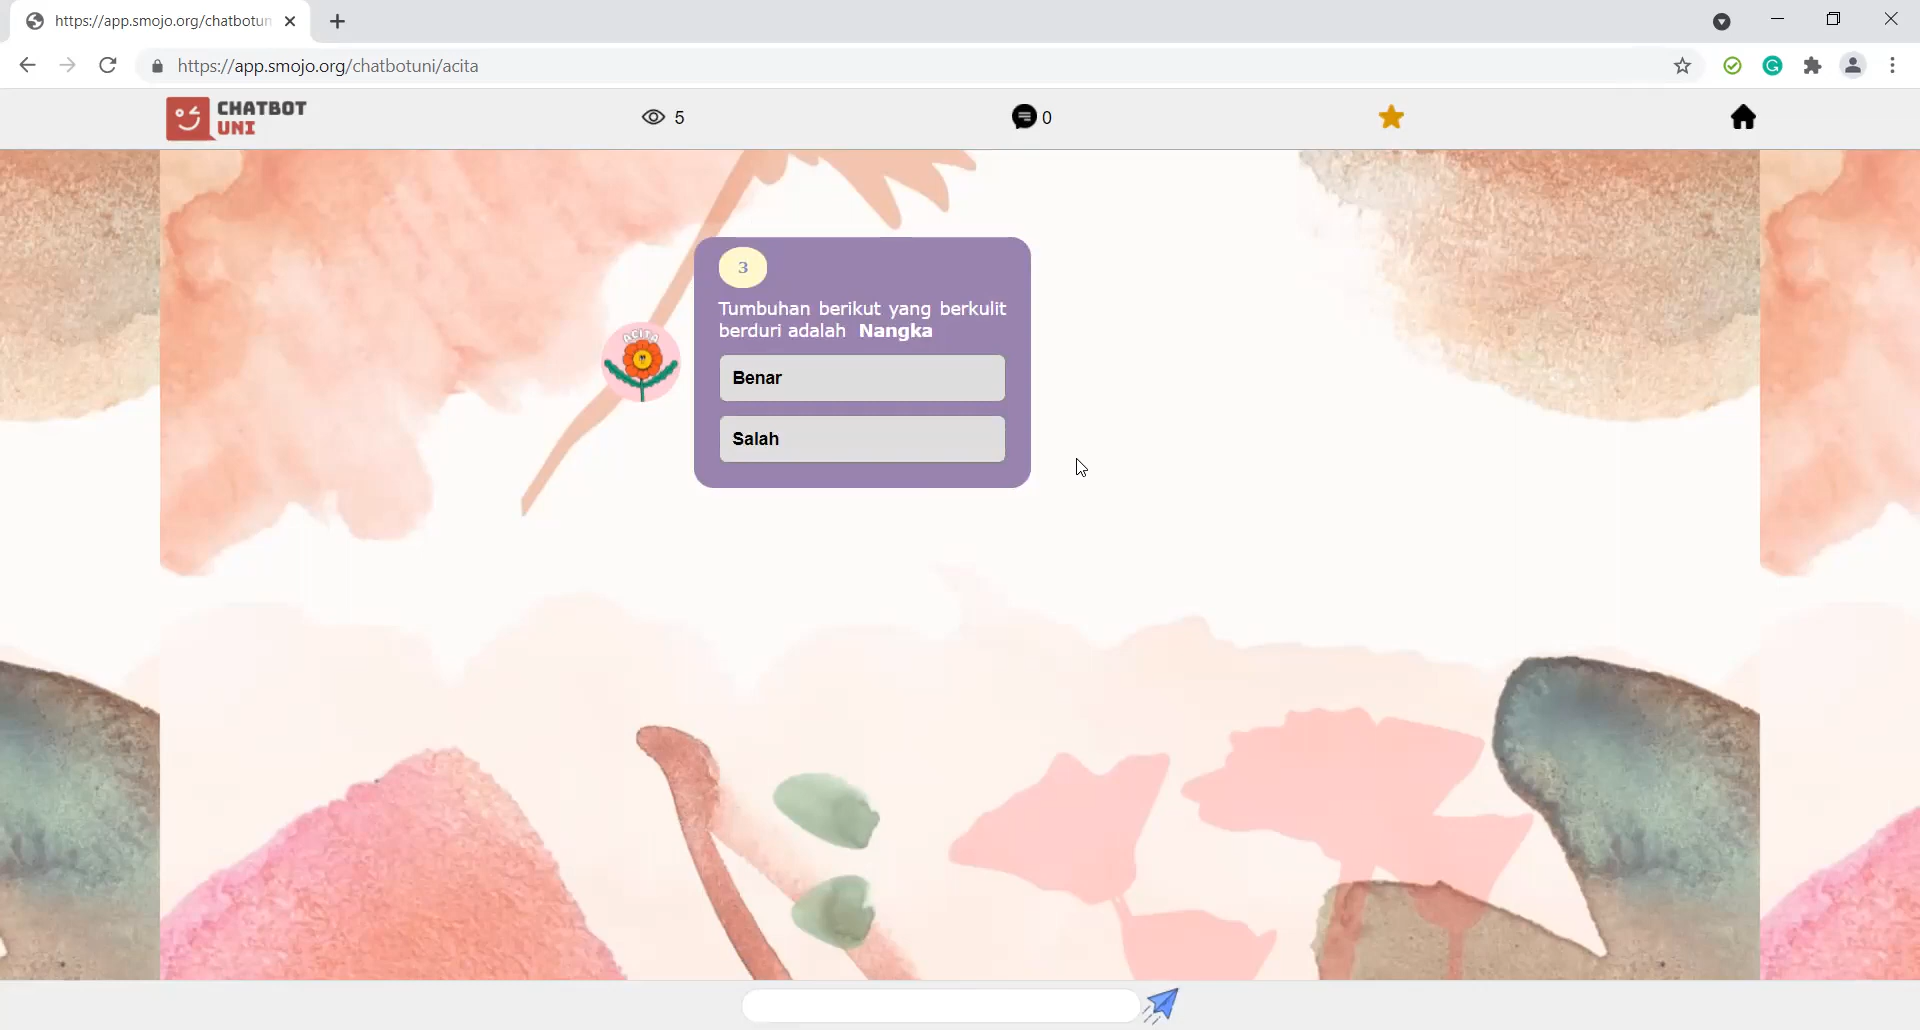 https://app.smojo.org/chatbotun
https://app.smojo.org/chatbotuni/acita
CHATBOT
UNI
5
0
3
Tumbuhan berikut yang berkulit
berduri adalah Nangka
ACITA
Benar
Salah